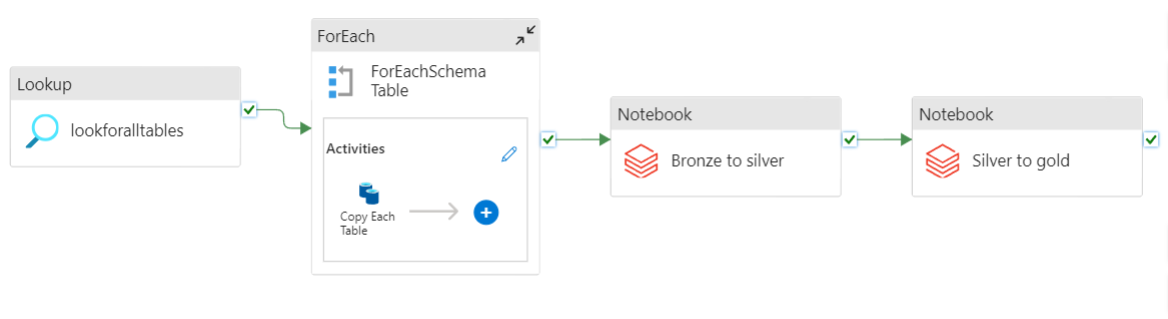 Lookup
lookforalltables
ForEach
ForEachSchema
Table
Activities
Copy Each
Table
Notebook
Bronze to silver
Notebook
Silver to gold